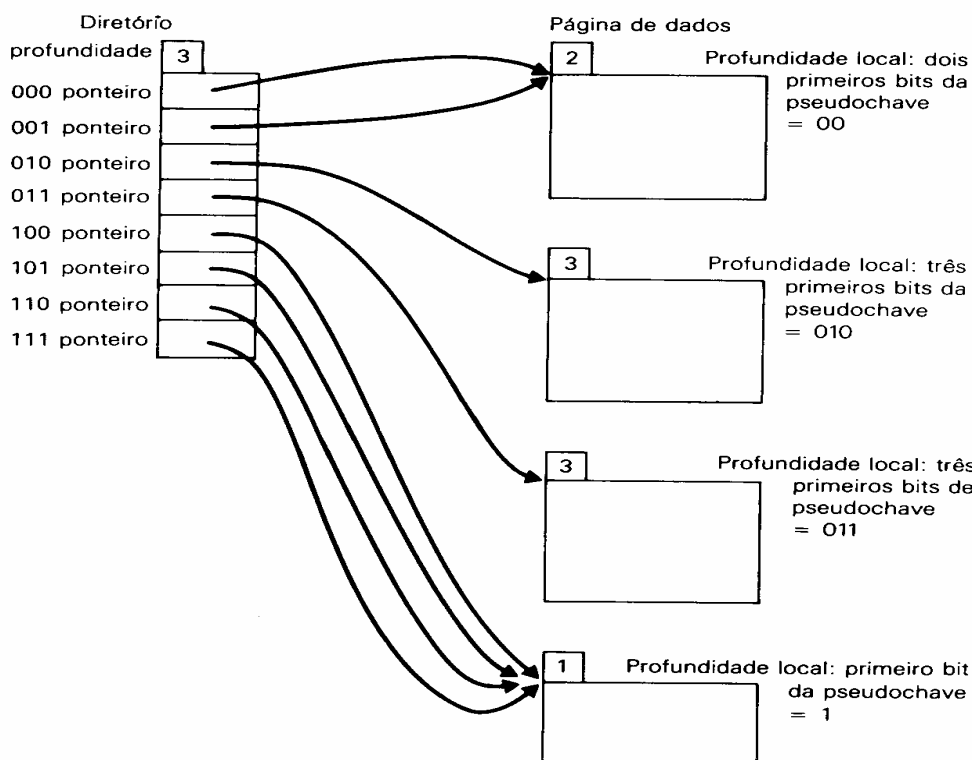 Diretório
profundidade 3
000 ponteiro
001 ponteiro
010 ponteiro
011 ponteiro
100 ponteiro
101 ponteiro
110 ponteiro
111 ponteiro
Página de dados
2
Profundidade local: dois
primeiros bits da
pseudochave
= 00
3
Profundidade local: três
primeiros bits da
pseudochave
= 010
3
Profundidade local: três
primeiros bits de
pseudochave
= 011
1
Profundidade local: primeiro bit
da pseudochave
= 1